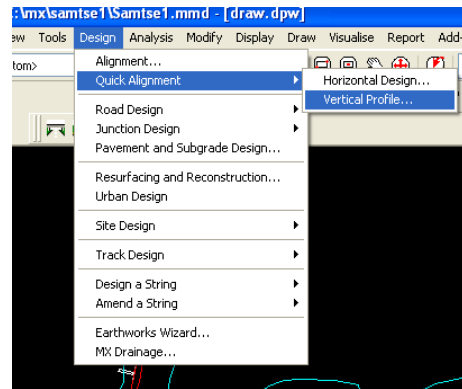 :\mx\samtse1\Samtse1.mmd - [draw.dpw]
ew Tools Design Analysis Modify Display Draw Visualise Report Add-
tom>
Alignment...
Quick Alignment
Horizontal Design...
Vertical Profile...
Road Design
Junction Design
Pavement and Subgrade Design...
Resurfacing and Reconstruction...
Urban Design
Site Design
Track Design
Design a String
Amend a String
Earthworks Wizard...
MX Drainage...